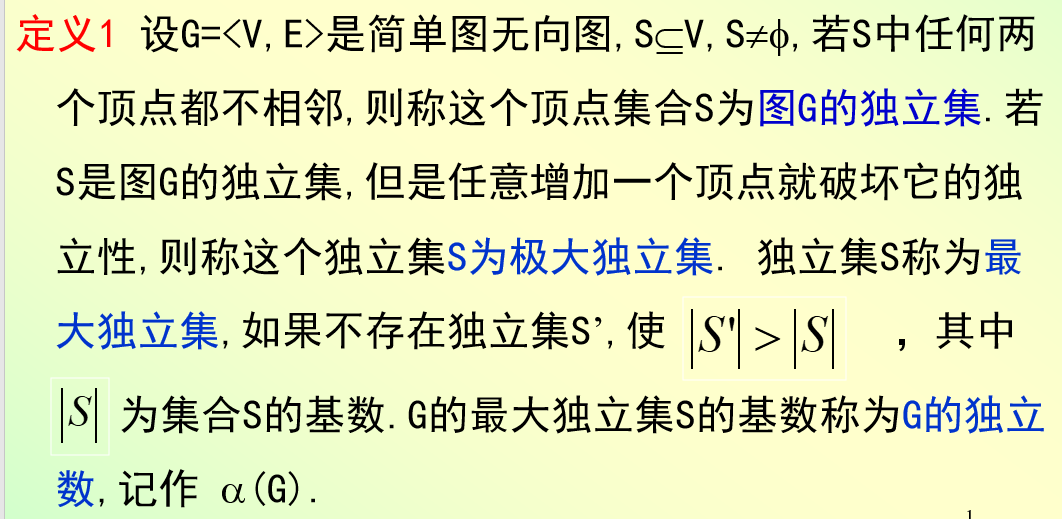 定义1 设G=<V,E>是简单图无向图,S⊆V,S≠ϕ,若S中任何两
个顶点都不相邻,则称这个顶点集合S为图G的独立集.若
S是图G的独立集,但是任意增加一个顶点就破坏它的独
立性,则称这个独立集S为极大独立集. 独立集S称为最
大独立集,如果不存在独立集S’,使 |S'|>|S| ，其中
|S| 为集合S的基数.G的最大独立集S的基数称为G的独立
数,记作 α(G).
1